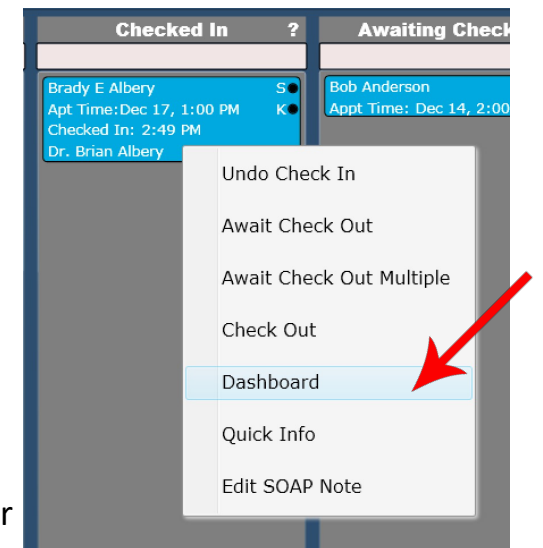 Checked In ?
Awaiting Check
Brady E Albery S
Apt Time:Dec 17, 1:00 PM K
Checked In: 2:49 PM
Dr. Brian Albery
Bob Anderson
Appt Time: Dec 14, 2:00
Undo Check In
Await Check Out
Await Check Out Multiple
Check Out
Dashboard
Quick Info
Edit SOAP Note
r